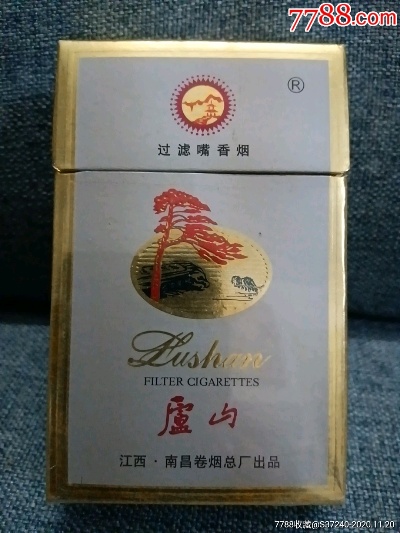 7788.com
®
过滤嘴香烟
Lushan
FILTER CIGARETTES
廬山
江西·南昌卷烟总厂出品
7788收藏@S37240-2020.11.20